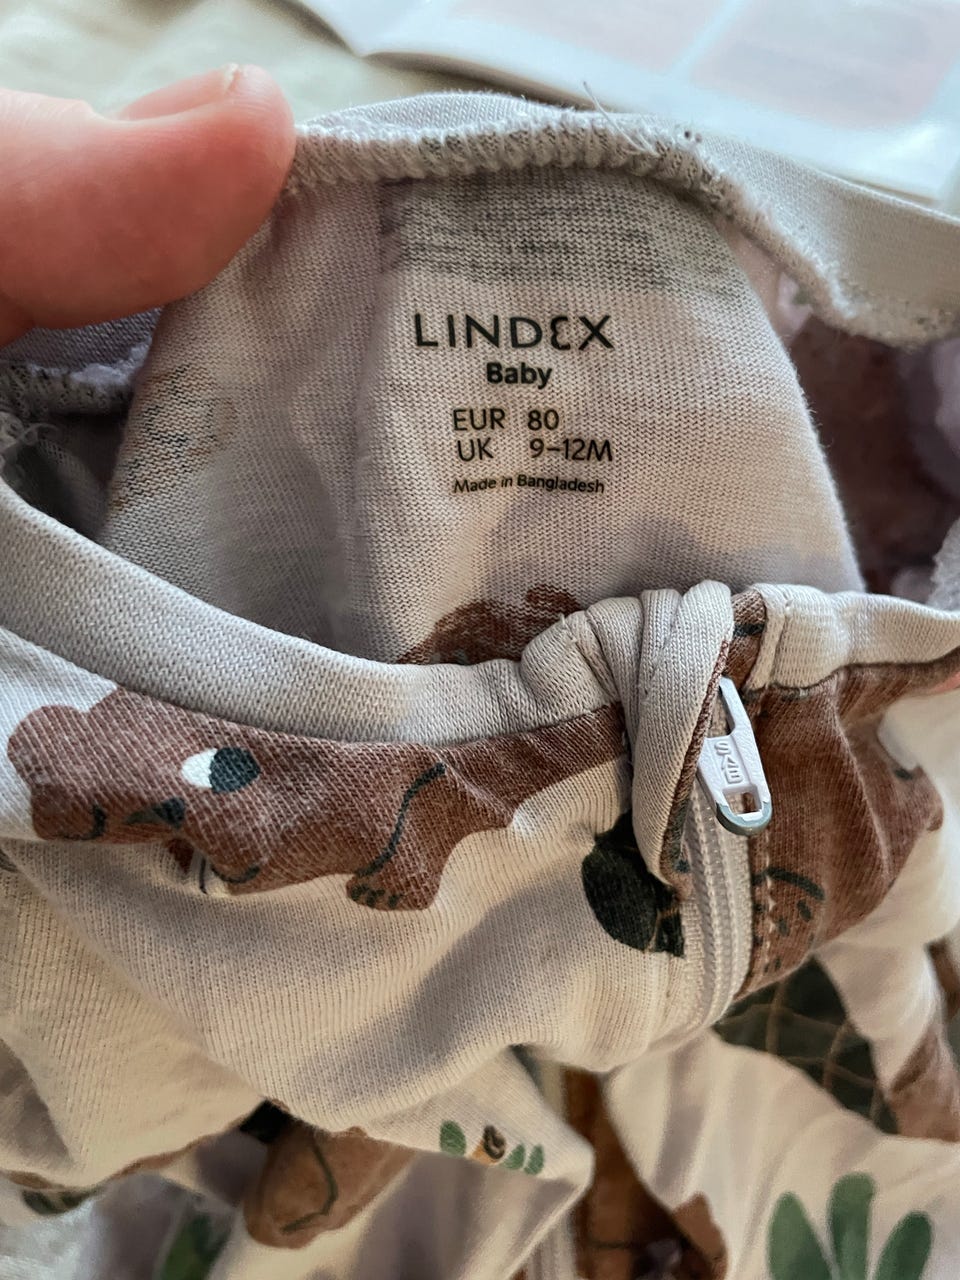 LINDEX
Baby
EUR 80
UK 9-12M
Made in Bangladesh